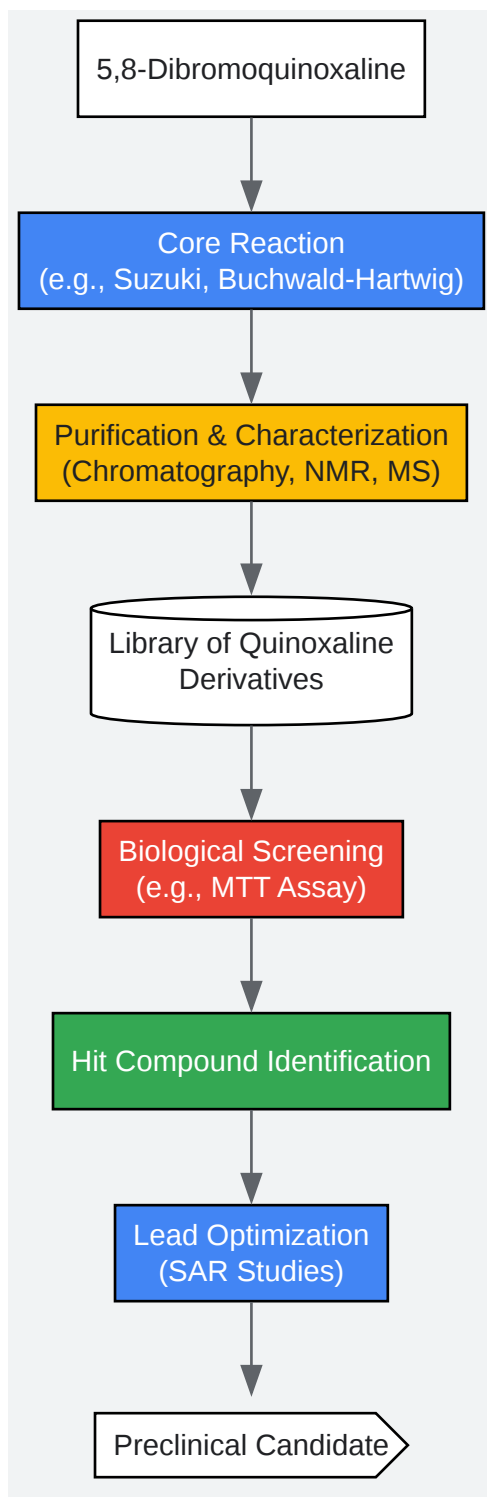 5,8-Dibromoquinoxaline
Core Reaction
(e.g., Suzuki, Buchwald-Hartwig)
Purification & Characterization
(Chromatography, NMR, MS)
Library of Quinoxaline
Derivatives
Biological Screening
(e.g., MTT Assay)
Hit Compound Identification
Lead Optimization
(SAR Studies)
Preclinical Candidate